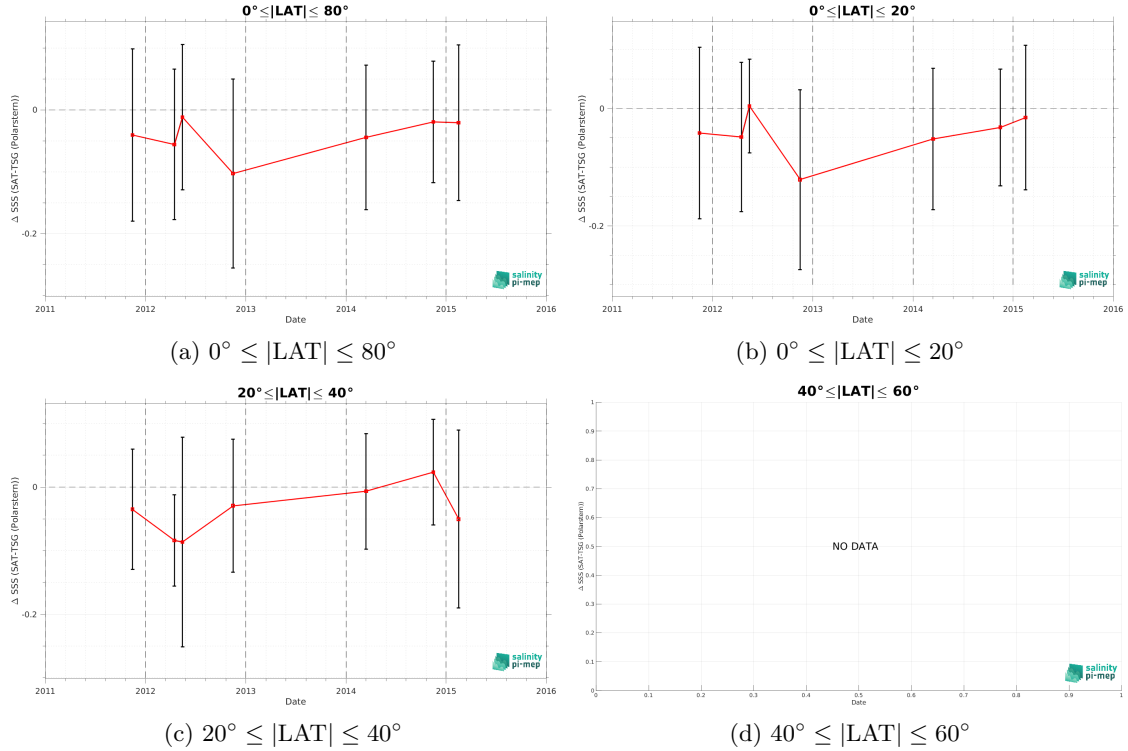 0°≤|LAT|≤ 80°
Δ SSS (SAT-TSG (Polarstern))
0
-0.2
2011 2012 2013 2014 2015 2016
Date
salinity
pi-mep
(a) 0° ≤ |LAT| ≤ 80°
0°≤|LAT|≤ 20°
Δ SSS (SAT-TSG (Polarstern))
0
-0.2
2011 2012 2013 2014 2015 2016
Date
salinity
pi-mep
(b) 0° ≤ |LAT| ≤ 20°
20°≤|LAT|≤ 40°
Δ SSS (SAT-TSG (Polarstern))
0
-0.2
2011 2012 2013 2014 2015 2016
Date
salinity
pi-mep
(c) 20° ≤ |LAT| ≤ 40°
40°≤|LAT|≤ 60°
Δ SSS (SAT-TSG (Polarstern))
1
0.9
0.8
0.7
0.6
0.5
0.4
0.3
0.2
0.1
0
NO DATA
0 0.1 0.2 0.3 0.4 0.5 0.6 0.7 0.8 0.9 1
Date
salinity
pi-mep
(d) 40° ≤ |LAT| ≤ 60°